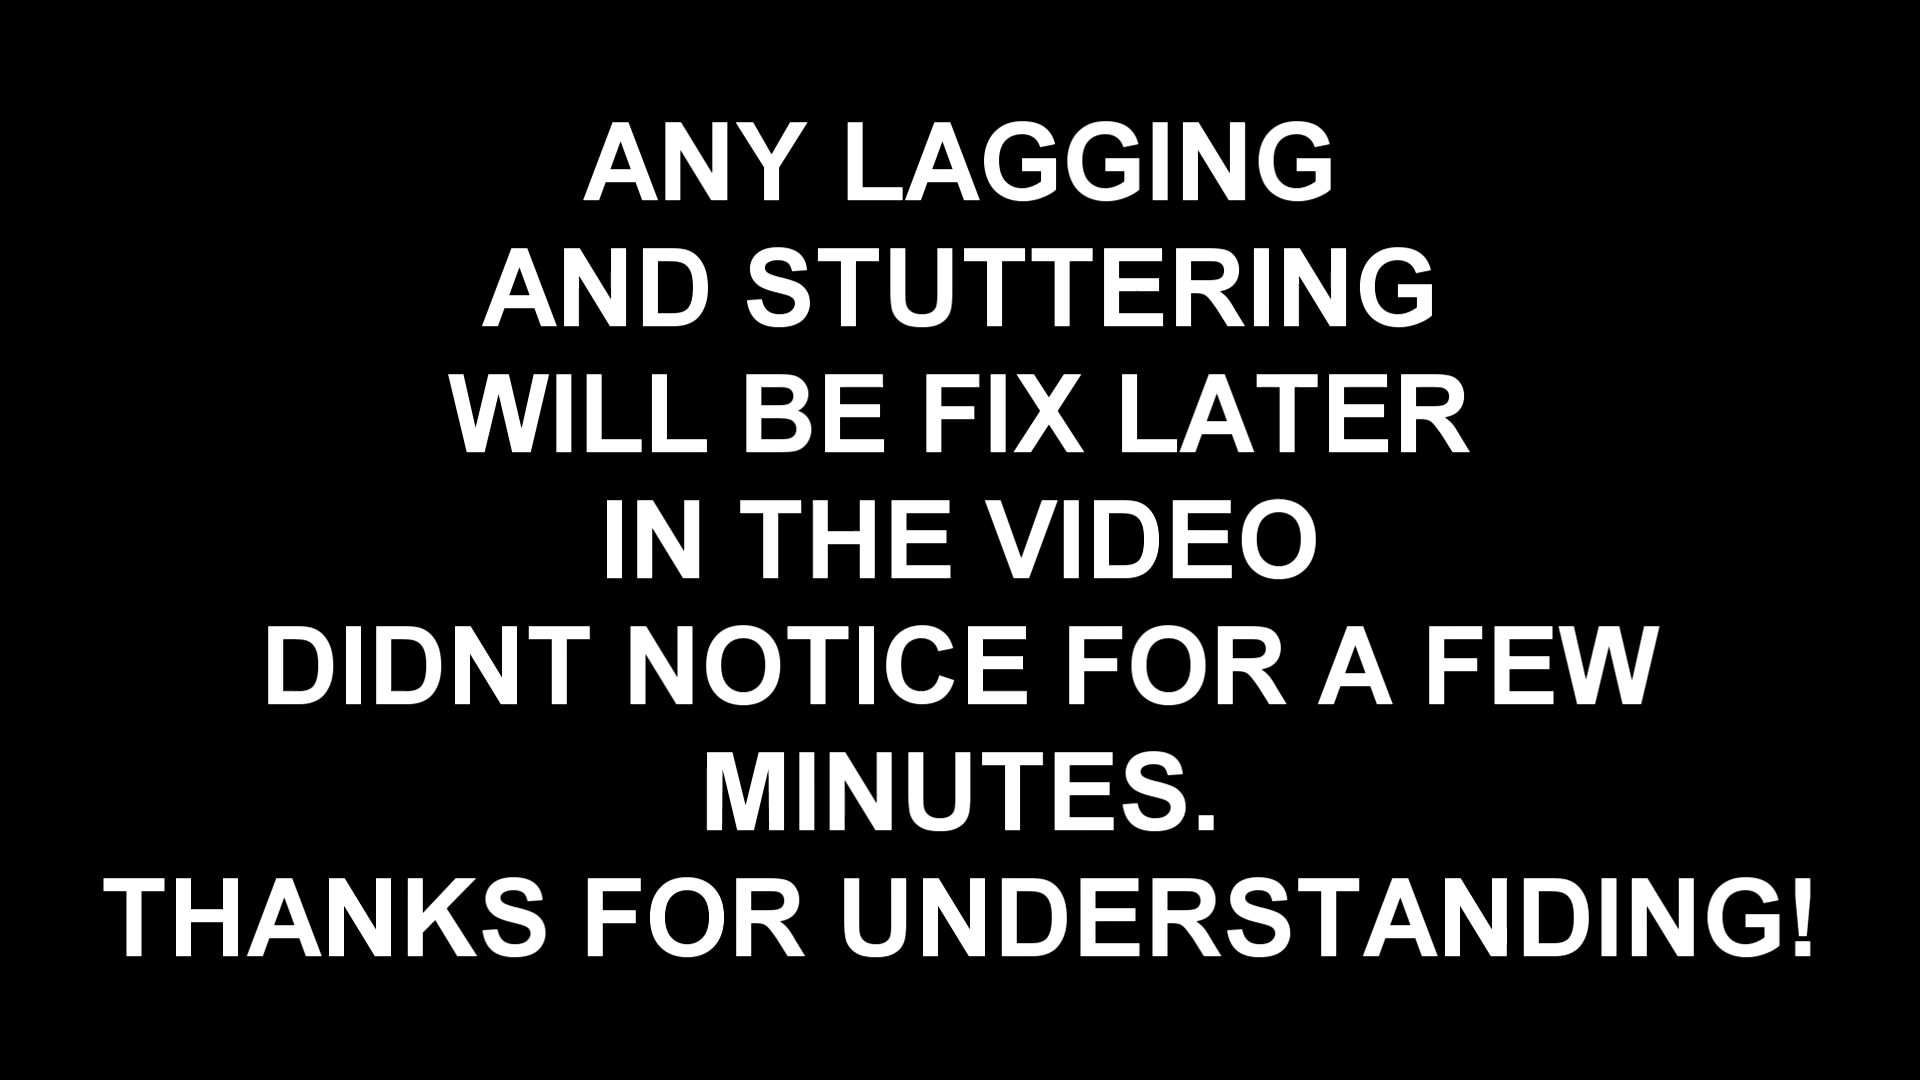 ANY LAGGING
AND STUTTERING
WILL BE FIX LATER
IN THE VIDEO
DIDNT NOTICE FOR A FEW
MINUTES.
THANKS FOR UNDERSTANDING!